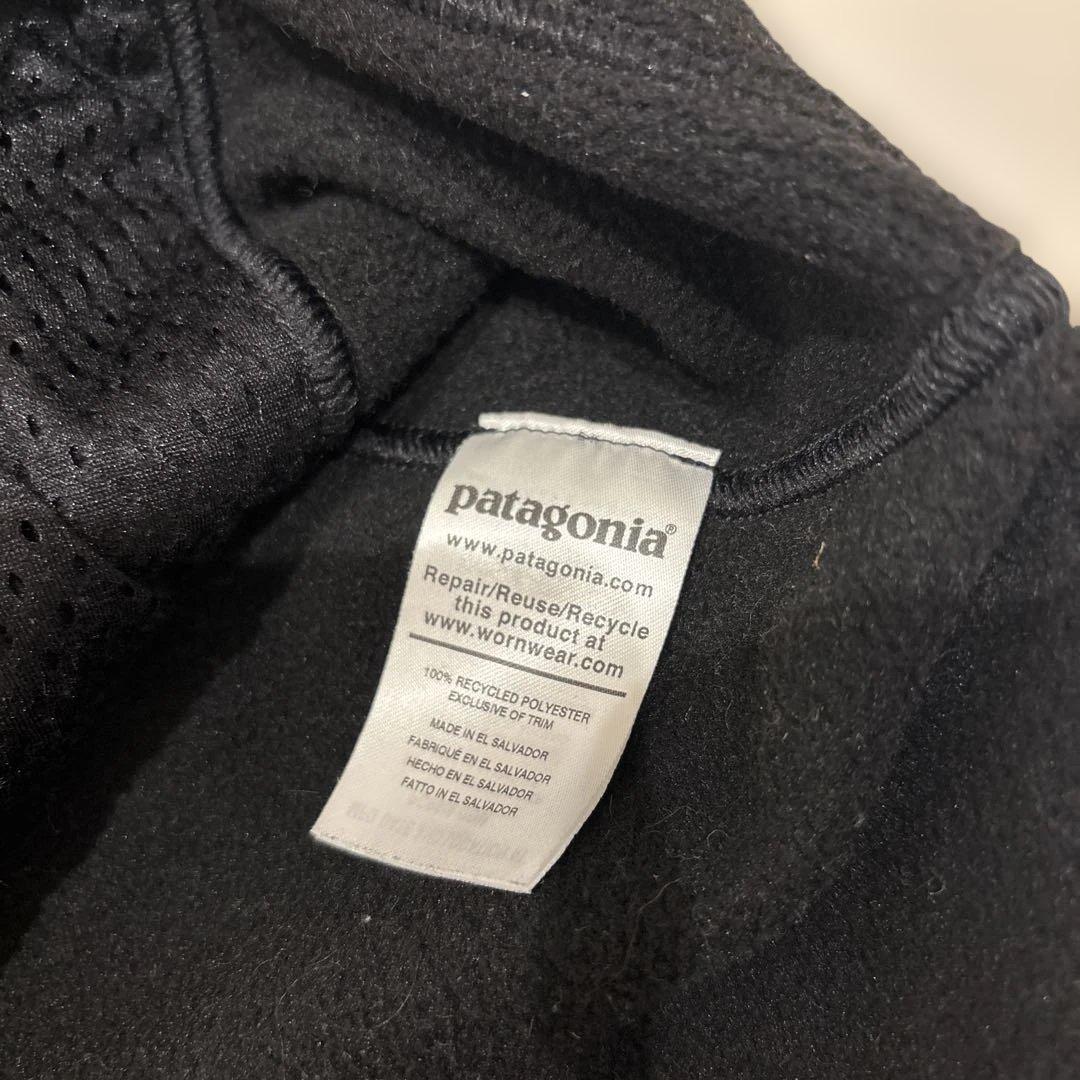 patagonia®
www.patagonia.com
Repair/Reuse/Recycle
this product at
www.wornwear.com
100% RECYCLED POLYESTER
EXCLUSIVE OF TRIM
MADE IN EL SALVADOR
FABRIQUÉ EN EL SALVADOR
HECHO EN EL SALVADOR
FATTO IN EL SALVADOR